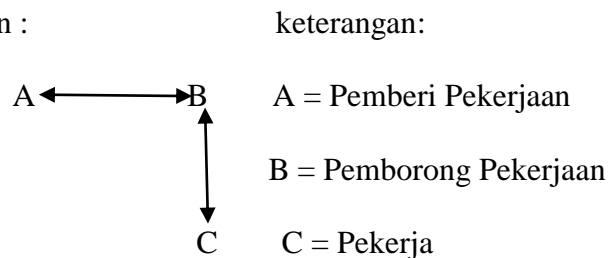 n : keterangan:
A B A = Pemberi Pekerjaan
B = Pemborong Pekerjaan
C C = Pekerja